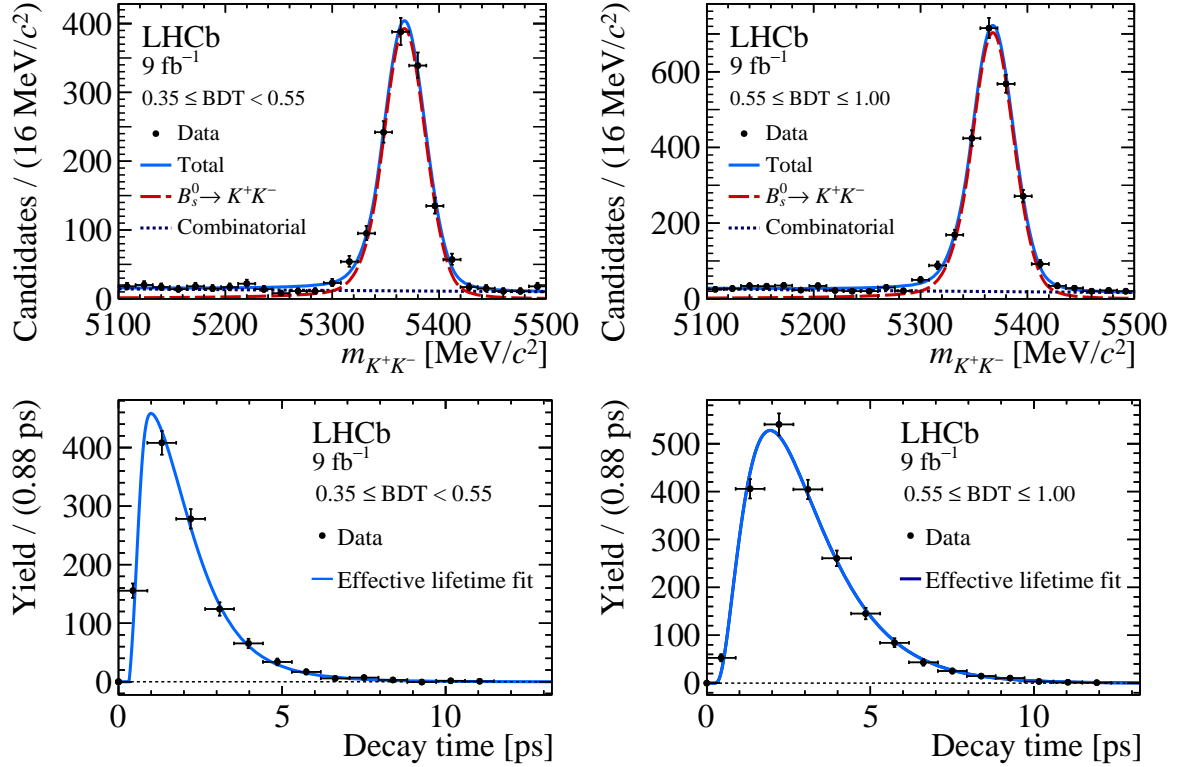 Candidates / (16 MeV/c²)
400
300
200
100
0
LHCb
9 fb⁻¹
0.35 ≤ BDT < 0.55
Data
Total
B⁰ₛ → K⁺K⁻
Combinatorial
5100 5200 5300 5400 5500
m_K⁺K⁻ [MeV/c²]
Candidates / (16 MeV/c²)
600
400
200
0
LHCb
9 fb⁻¹
0.55 ≤ BDT ≤ 1.00
Data
Total
B⁰ₛ → K⁺K⁻
Combinatorial
5100 5200 5300 5400 5500
m_K⁺K⁻ [MeV/c²]
Yield / (0.88 ps)
400
300
200
100
0
LHCb
9 fb⁻¹
0.35 ≤ BDT < 0.55
Data
Effective lifetime fit
0 5 10
Decay time [ps]
Yield / (0.88 ps)
500
400
300
200
100
0
LHCb
9 fb⁻¹
0.55 ≤ BDT ≤ 1.00
Data
Effective lifetime fit
0 5 10
Decay time [ps]